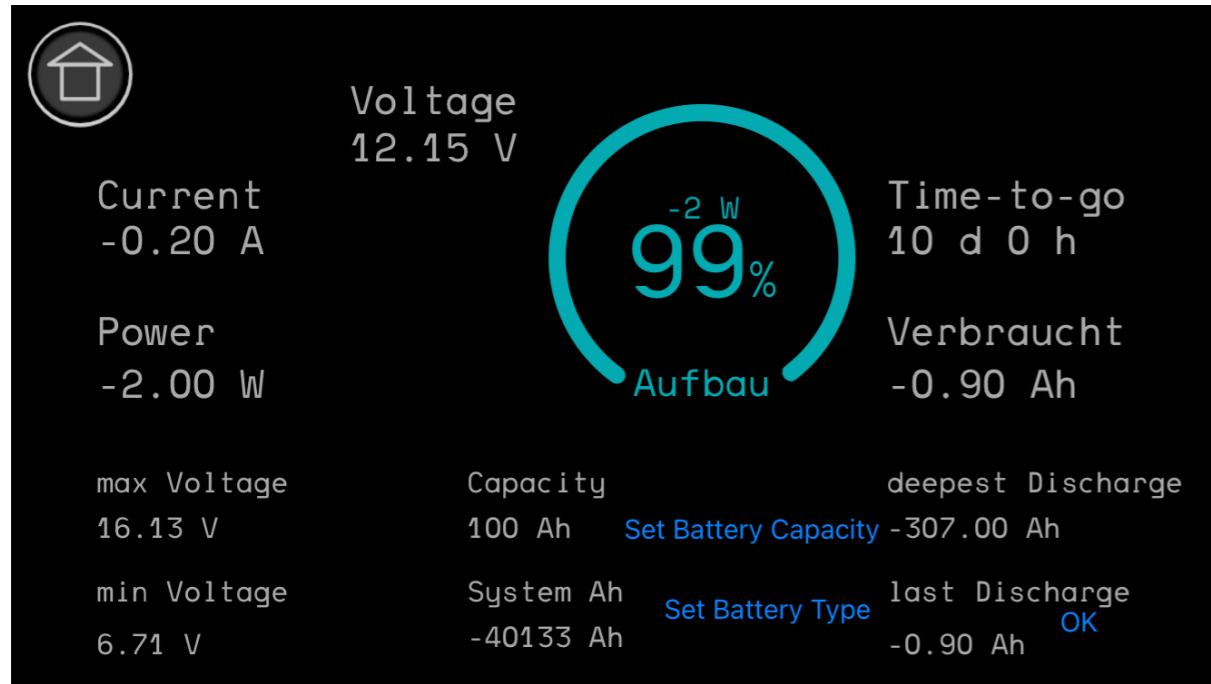 Voltage
12.15 V
Current
-0.20 A
Time-to-go
10 d 0 h
-2 W
99%
Power
-2.00 W
Verbraucht
-0.90 Ah
Aufbau
max Voltage
16.13 V
Capacity
100 Ah
Set Battery Capacity
deepest Discharge
-307.00 Ah
min Voltage
6.71 V
System Ah
-40133 Ah
Set Battery Type
last Discharge
-0.90 Ah
OK